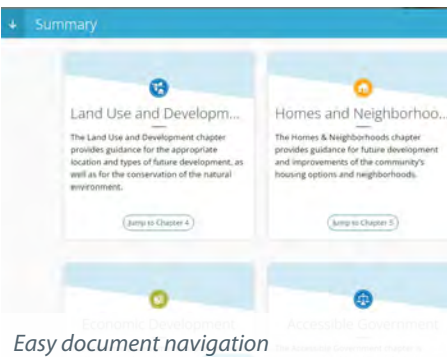 Summary
Land Use and Developm...
The Land Use and Development chapter
provides guidance for the appropriate
location and types of future development, as
well as for the conservation of the natural
environment.
Jump to Chapter 4
Homes and Neighborhoo...
The Homes & Neighborhoods chapter
provides guidance for future development
and improvements of the community's
housing options and neighborhoods.
Jump to Chapter 5
Economic Development
Accessible Government
Easy document navigation